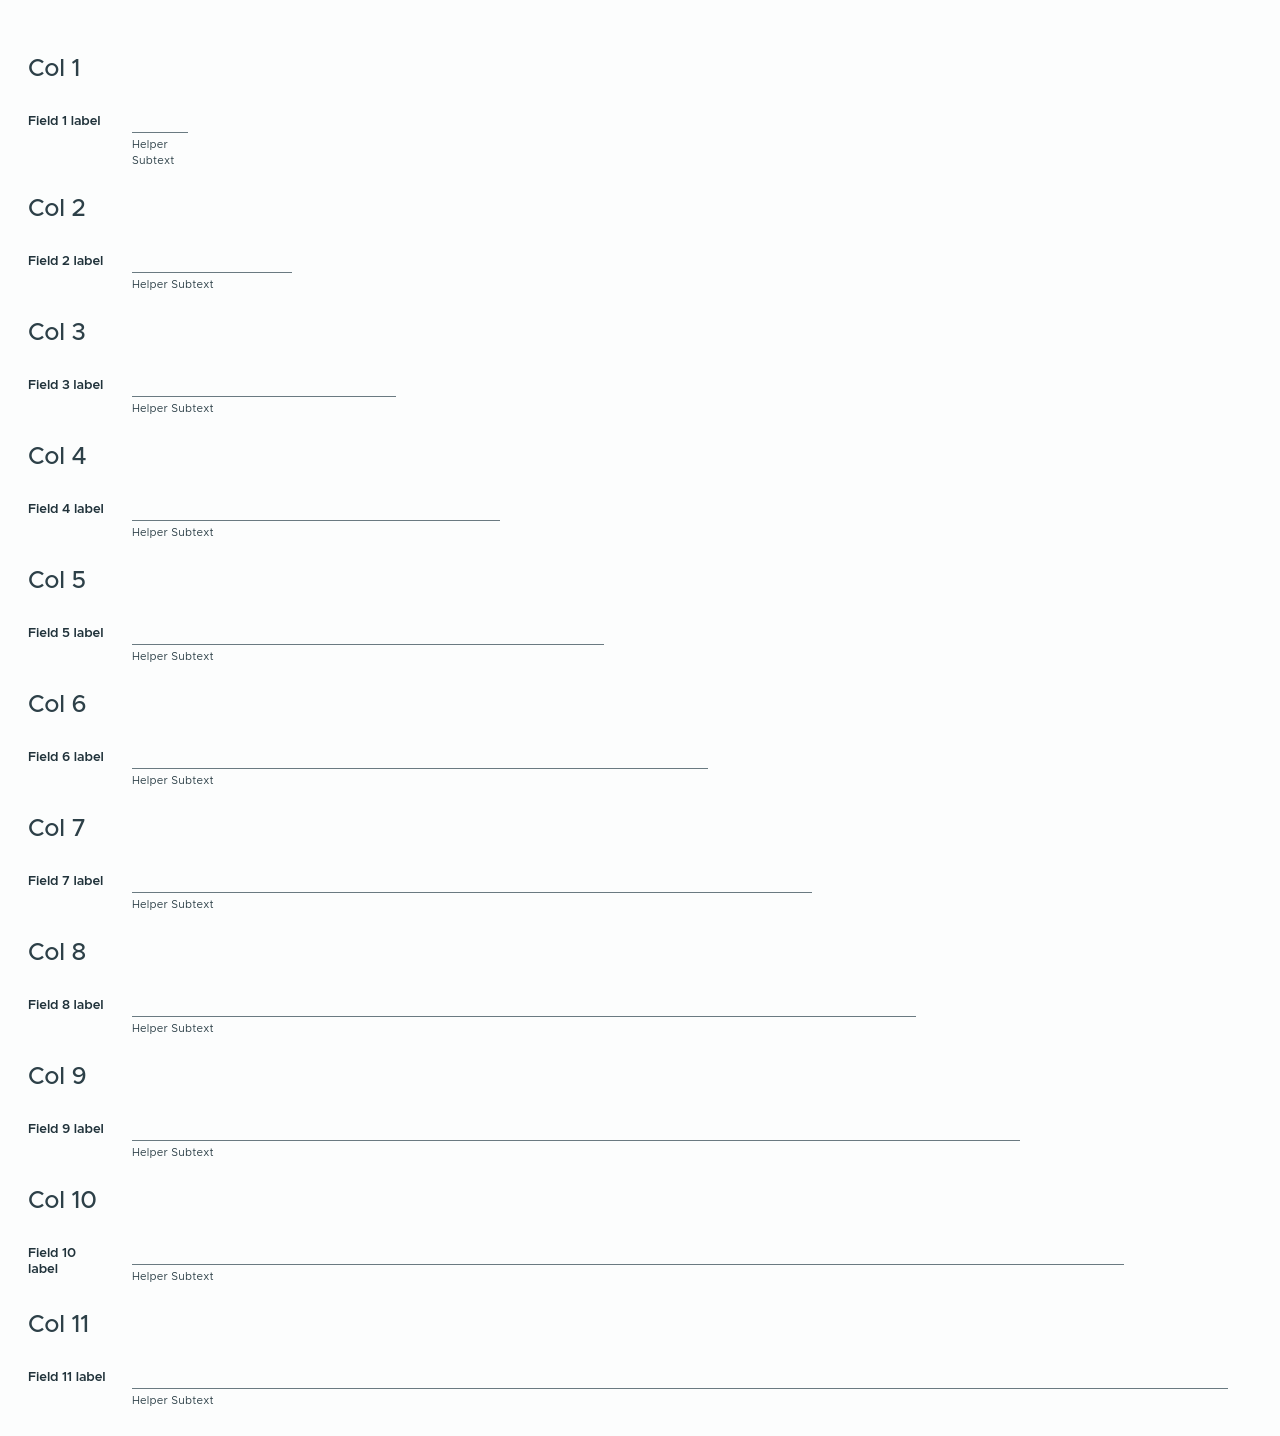 Col 1
Field 1 label
Helper
Subtext
Col 2
Field 2 label
Helper Subtext
Col 3
Field 3 label
Helper Subtext
Col 4
Field 4 label
Helper Subtext
Col 5
Field 5 label
Helper Subtext
Col 6
Field 6 label
Helper Subtext
Col 7
Field 7 label
Helper Subtext
Col 8
Field 8 label
Helper Subtext
Col 9
Field 9 label
Helper Subtext
Col 10
Field 10
label
Helper Subtext
Col 11
Field 11 label
Helper Subtext